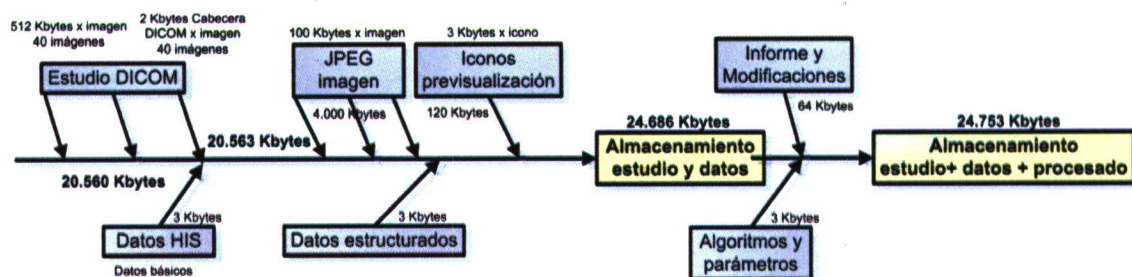 512 Kbytes x imagen
40 imágenes
2 Kbytes Cabecera
DICOM x imagen
40 imágenes
Estudio DICOM
100 Kbytes x imagen
JPEG
imagen
4.000 Kbytes
3 Kbytes x icono
Iconos
previsualización
120 Kbytes
Informe y
Modificaciones
64 Kbytes
20.560 Kbytes
20.563 Kbytes
24.686 Kbytes
Almacenamiento
estudio y datos
24.753 Kbytes
Almacenamiento
estudio+ datos + procesado
3 Kbytes
Datos HIS
Datos básicos
3 Kbytes
Datos estructurados
3 Kbytes
Algoritmos y
parámetros